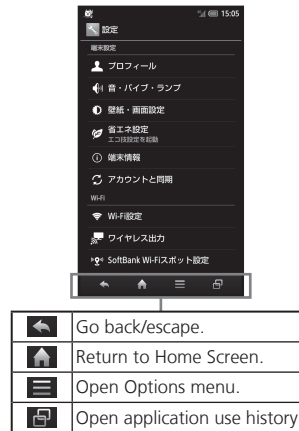 15:05
設定
端末設定
プロフィール
音・バイブ・ランプ
壁紙・画面設定
省エネ設定
エコ技設定を起動
端末情報
アカウントと同期
Wi-Fi
Wi-Fi設定
ワイヤレス出力
SoftBank Wi-Fiスポット設定
Go back/escape.
Return to Home Screen.
Open Options menu.
Open application use history